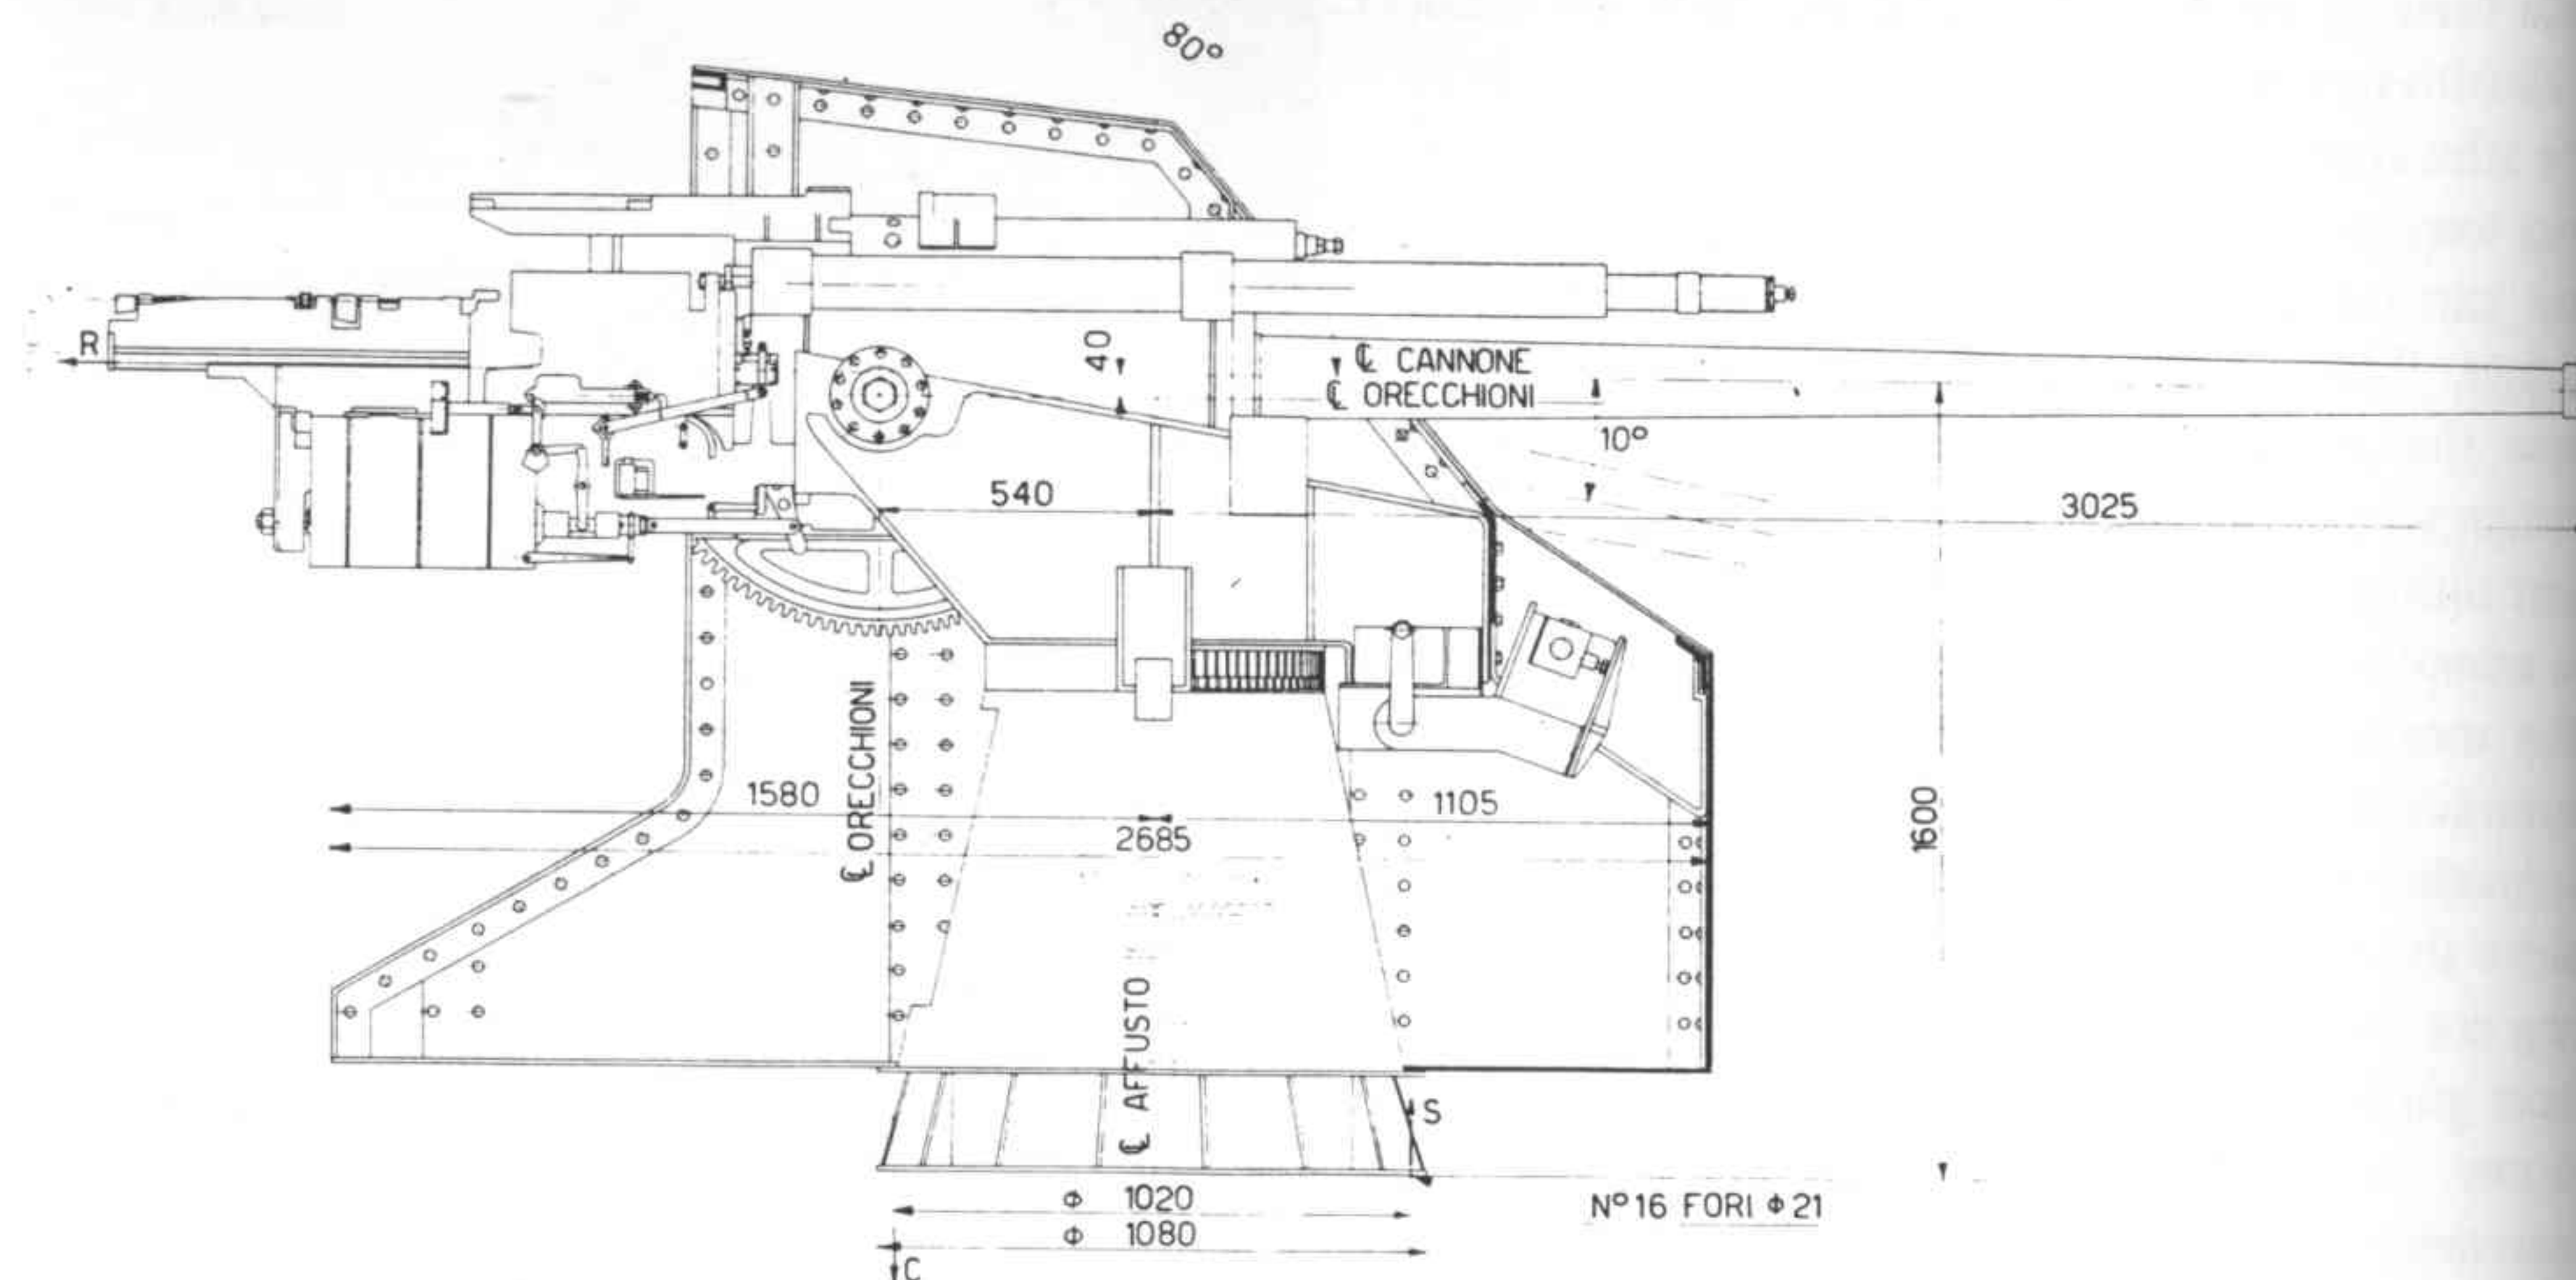 80°
R
40
℄ CANNONE
℄ ORECCHIONI
10°
540
3025
℄ ORECCHIONI
1580
1105
2685
1600
℄ AFFUSTO
S
Φ 1020
N° 16 FORI Φ 21
Φ 1080
C